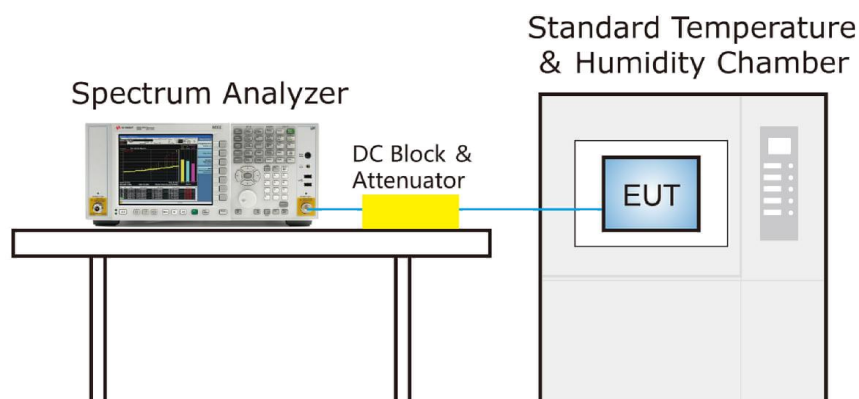 Standard Temperature
& Humidity Chamber
Spectrum Analyzer
DC Block &
Attenuator
EUT